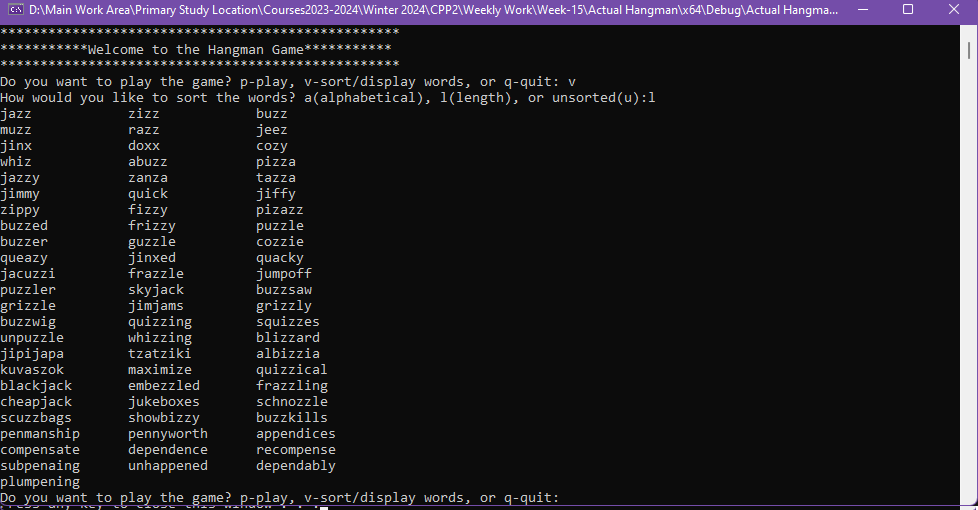 D:\Main Work Area\Primary Study Location\Courses2023-2024\Winter 2024\CPP2\Weekly Work\Week-15\Actual Hangman\x64\Debug\Actual Hangma...
**************************************************
***********Welcome to the Hangman Game***********
**************************************************
Do you want to play the game? p-play, v-sort/display words, or q-quit: v
How would you like to sort the words? a(alphabetical), l(length), or unsorted(u):l
jazz zizz buzz
muzz razz jeez
jinx doxx cozy
whiz abuzz pizza
jazzy zanza tazza
jimmy quick jiffy
zippy fizzy pizazz
buzzed frizzy puzzle
buzzer guzzle cozzie
queazy jinxed quacky
jacuzzi frazzle jumpoff
puzzler skyjack buzzsaw
grizzle jimjams grizzly
buzzwig quizzing squizzes
unpuzzle whizzing blizzard
jipijapa tzatziki albizzia
kuvaszok maximize quizzical
blackjack embezzled frazzling
cheapjack jukeboxes schnozzle
scuzzbags showbizzy buzzkills
penmanship pennyworth appendices
compensate dependence recompense
subpenaing unhappened dependably
plumpening
Do you want to play the game? p-play, v-sort/display words, or q-quit:
Press any key to close this window . . .